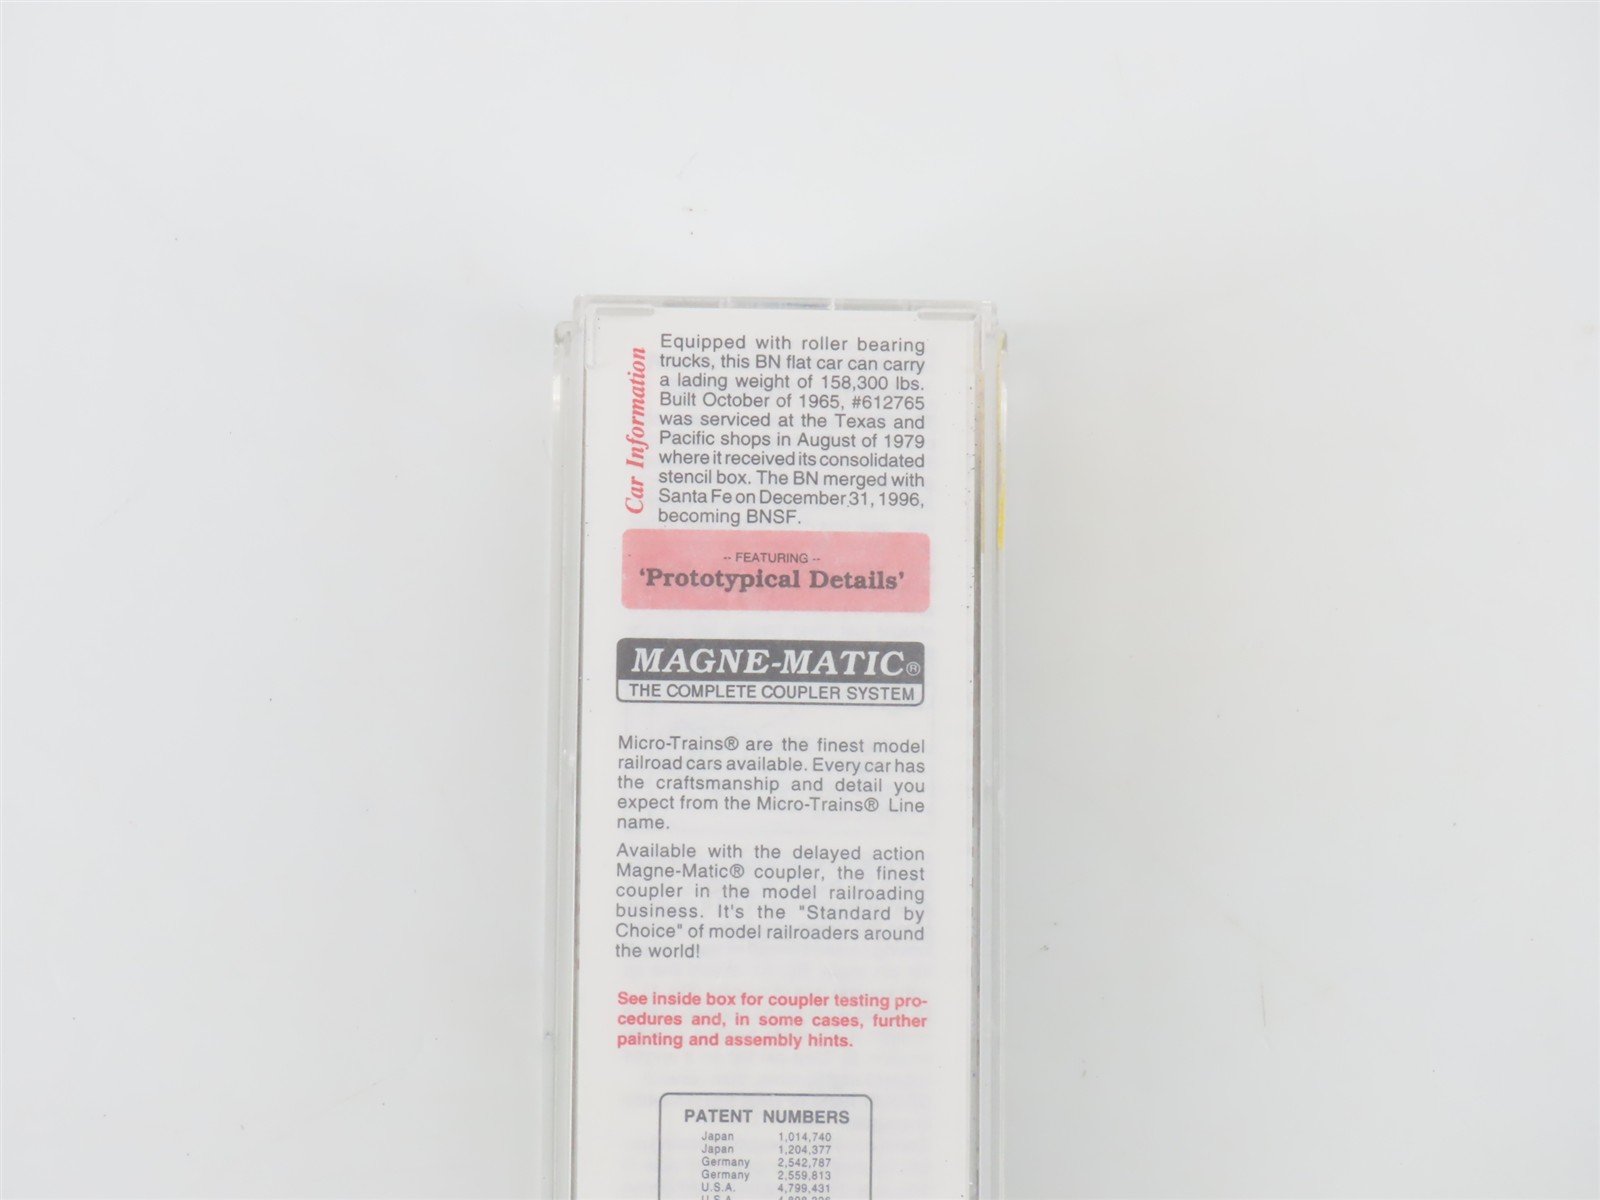 Car Information
Equipped with roller bearing
trucks, this BN flat car can carry
a lading weight of 158,300 lbs.
Built October of 1965, #612765
was serviced at the Texas and
Pacific shops in August of 1979
where it received its consolidated
stencil box. The BN merged with
Santa Fe on December 31, 1996,
becoming BNSF.
-- FEATURING --
'Prototypical Details'
MAGNE-MATIC®
THE COMPLETE COUPLER SYSTEM
Micro-Trains® are the finest model
railroad cars available. Every car has
the craftsmanship and detail you
expect from the Micro-Trains® Line
name.
Available with the delayed action
Magne-Matic® coupler, the finest
coupler in the model railroading
business. It's the "Standard by
Choice" of model railroaders around
the world!
See inside box for coupler testing pro-
cedures and, in some cases, further
painting and assembly hints.
PATENT NUMBERS
Japan 1,014,740
Japan 1,204,377
Germany 2,542,787
Germany 2,559,813
U.S.A. 4,799,431
U.S.A.